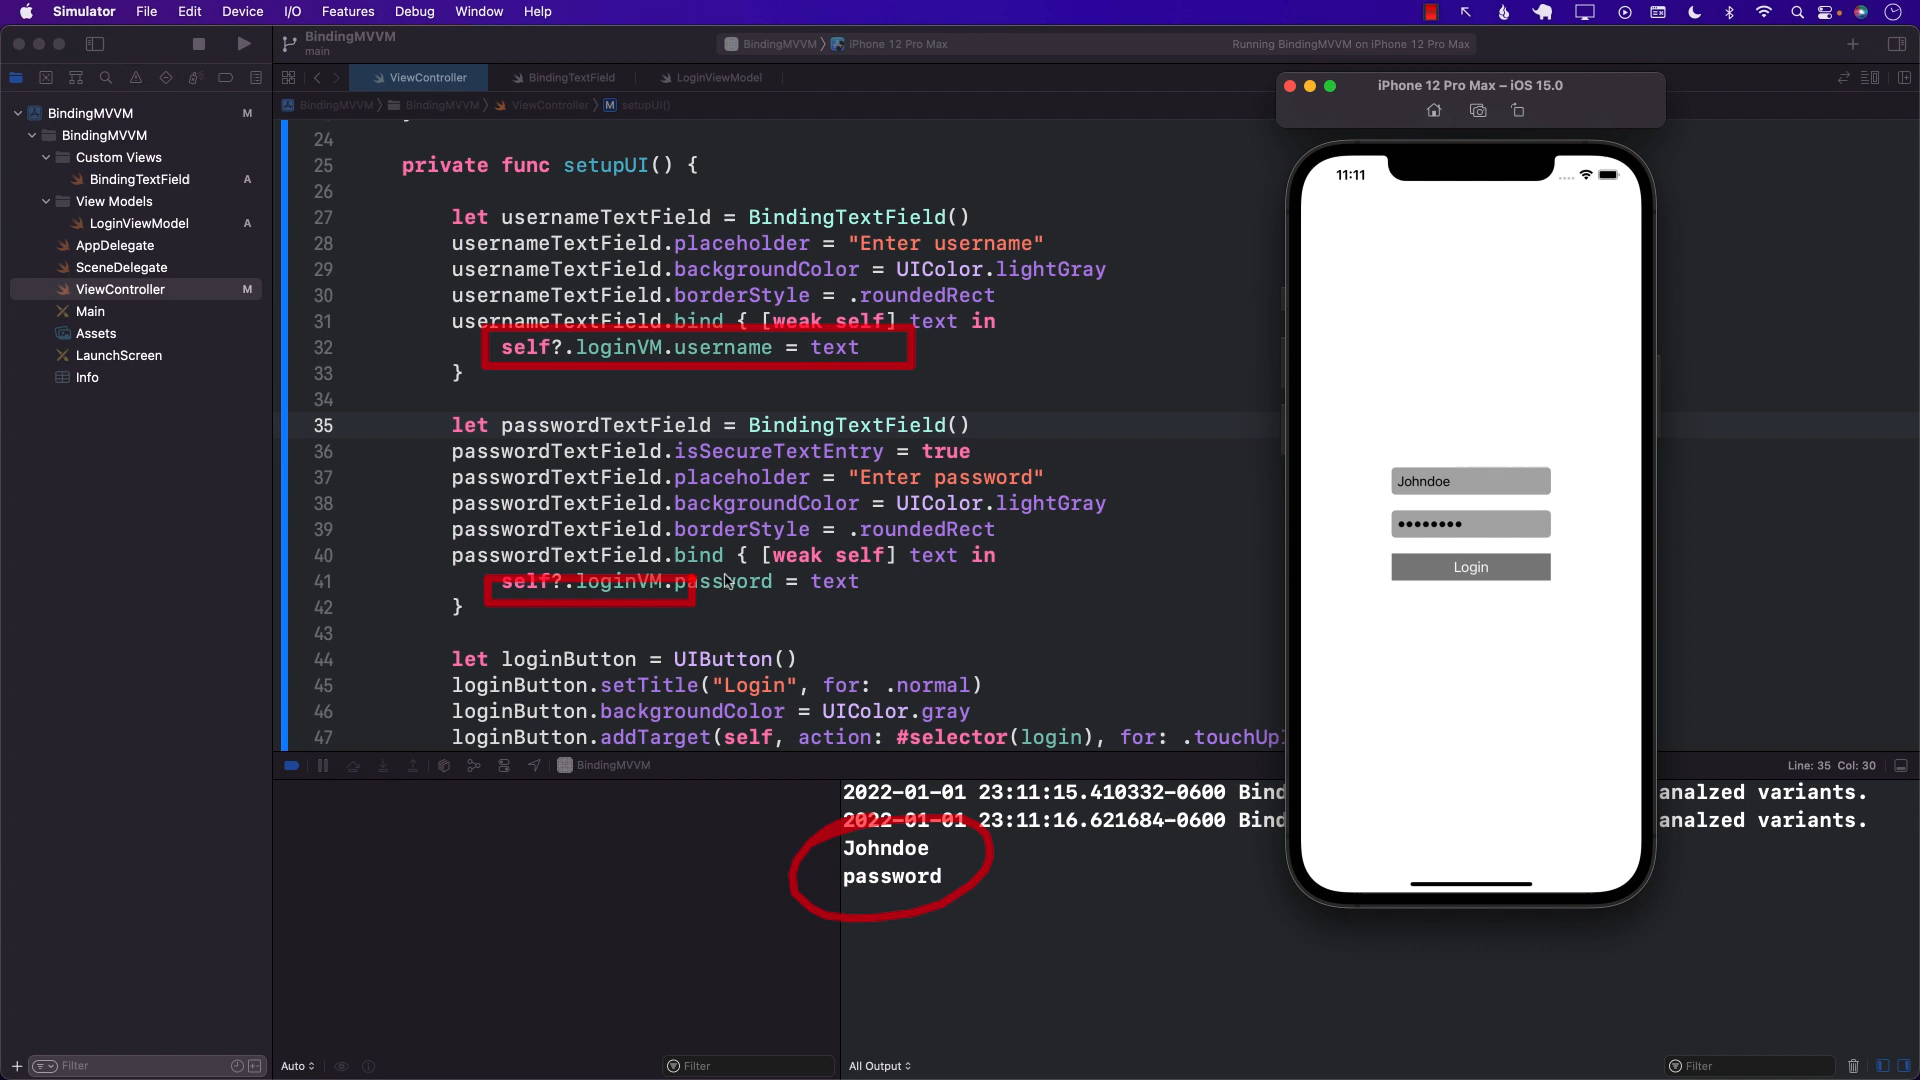 Simulator File Edit Device I/O Features Debug Window Help
BindingMVVM
main
BindingMVVM iPhone 12 Pro Max
Running BindingMVVM on iPhone 12 Pro Max
ViewController BindingTextField LoginViewModel
BindingMVVM BindingMVVM ViewController M setupUI()
BindingMVVM M
BindingMVVM
Custom Views
BindingTextField A
View Models
LoginViewModel A
AppDelegate
SceneDelegate
ViewController M
Main
Assets
LaunchScreen
Info
24
25 private func setupUI() {
26
27 let usernameTextField = BindingTextField()
28 usernameTextField.placeholder = "Enter username"
29 usernameTextField.backgroundColor = UIColor.lightGray
30 usernameTextField.borderStyle = .roundedRect
31 usernameTextField.bind { [weak self] text in
32 self?.loginVM.username = text
33 }
34
35 let passwordTextField = BindingTextField()
36 passwordTextField.isSecureTextEntry = true
37 passwordTextField.placeholder = "Enter password"
38 passwordTextField.backgroundColor = UIColor.lightGray
39 passwordTextField.borderStyle = .roundedRect
40 passwordTextField.bind { [weak self] text in
41 self?.loginVM.password = text
42 }
43
44 let loginButton = UIButton()
45 loginButton.setTitle("Login", for: .normal)
46 loginButton.backgroundColor = UIColor.gray
47 loginButton.addTarget(self, action: #selector(login), for: .touchUp
iPhone 12 Pro Max – iOS 15.0
11:11
Johndoe
Login
BindingMVVM
Line: 35 Col: 30
2022-01-01 23:11:15.410332-0600 Bind analzed variants.
2022-01-01 23:11:16.621684-0600 Bind analzed variants.
Johndoe
password
Filter
Auto
Filter
All Output
Filter